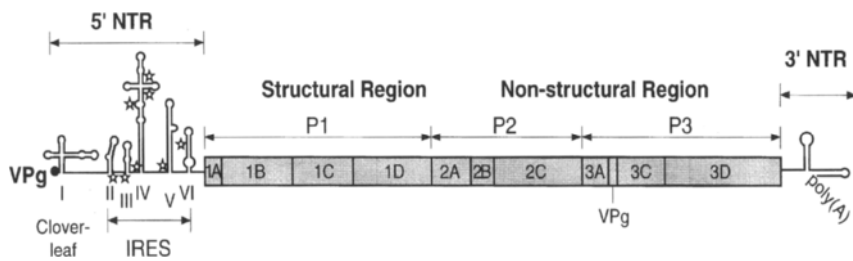 5' NTR
3' NTR
Structural Region Non-structural Region
P1 P2 P3
VPg
1A 1B 1C 1D 2A 2B 2C 3A 3C 3D
I II III IV V VI
VPg
poly(A)
Clover-
leaf
IRES